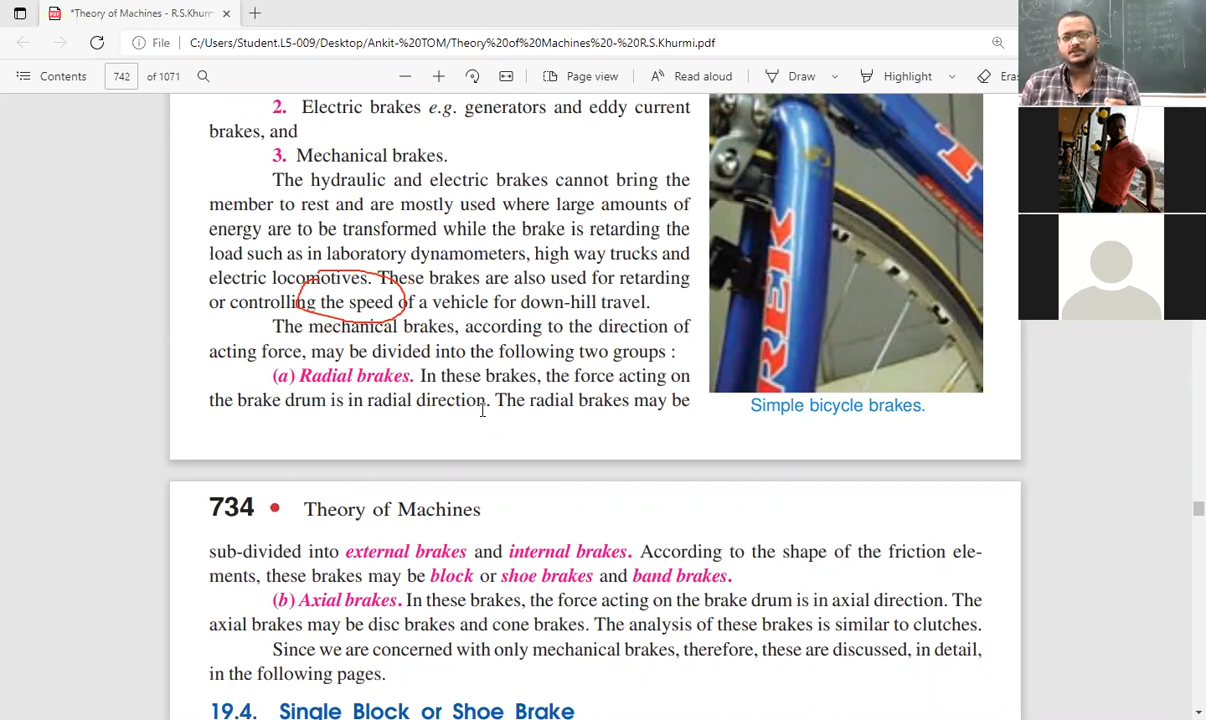 *Theory of Machines - R.S.Khurm
File
C:/Users/Student.L5-009/Desktop/Ankit-%20TOM/Theory%20of%20Machines%20-%20R.S.Khurmi.pdf
Contents
742
of 1071
Page view
Read aloud
Draw
Highlight
Eras
2. Electric brakes e.g. generators and eddy current
brakes, and
3. Mechanical brakes.
The hydraulic and electric brakes cannot bring the
member to rest and are mostly used where large amounts of
energy are to be transformed while the brake is retarding the
load such as in laboratory dynamometers, high way trucks and
electric locomotives. These brakes are also used for retarding
or controlling the speed of a vehicle for down-hill travel.
The mechanical brakes, according to the direction of
acting force, may be divided into the following two groups :
(a) Radial brakes. In these brakes, the force acting on
the brake drum is in radial direction. The radial brakes may be
TREK
Simple bicycle brakes.
734 • Theory of Machines
sub-divided into external brakes and internal brakes. According to the shape of the friction ele-
ments, these brakes may be block or shoe brakes and band brakes.
(b) Axial brakes. In these brakes, the force acting on the brake drum is in axial direction. The
axial brakes may be disc brakes and cone brakes. The analysis of these brakes is similar to clutches.
Since we are concerned with only mechanical brakes, therefore, these are discussed, in detail,
in the following pages.
19.4. Single Block or Shoe Brake